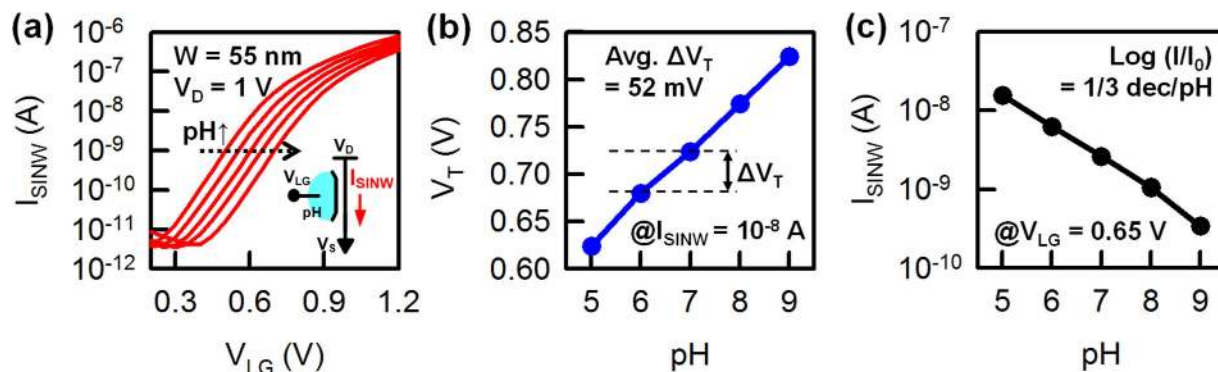 (a)
10⁻⁶
10⁻⁷
10⁻⁸
10⁻⁹
10⁻¹⁰
10⁻¹¹
10⁻¹²
I_SINW (A)
W = 55 nm
V_D = 1 V
pH↑
V_D
V_LG
I_SINW
pH
V_S
0.3 0.6 0.9 1.2
V_LG (V)
(b)
0.85
0.80
0.75
0.70
0.65
0.60
V_T (V)
Avg. ΔV_T
= 52 mV
ΔV_T
@I_SINW = 10⁻⁸ A
5 6 7 8 9
pH
(c)
10⁻⁷
10⁻⁸
10⁻⁹
10⁻¹⁰
I_SINW (A)
Log (I/I₀)
= 1/3 dec/pH
@V_LG = 0.65 V
5 6 7 8 9
pH